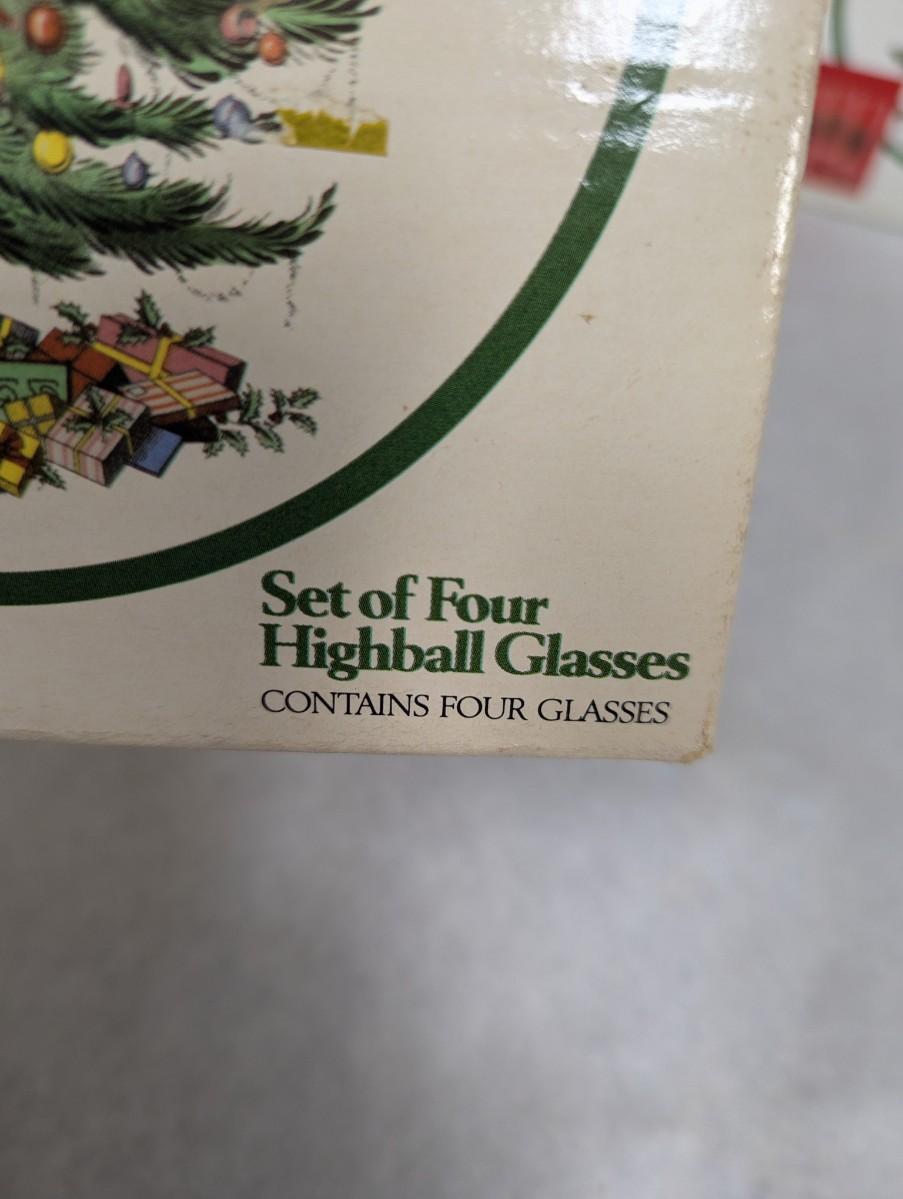 Set of Four
Highball Glasses
CONTAINS FOUR GLASSES